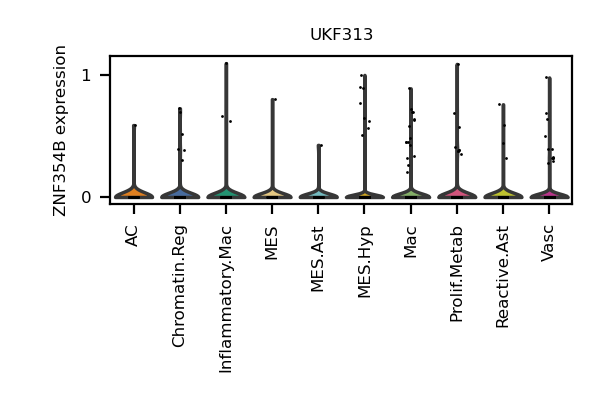 UKF313
ZNF354B expression
1
0
AC
Chromatin.Reg
Inflammatory.Mac
MES
MES.Ast
MES.Hyp
Mac
Prolif.Metab
Reactive.Ast
Vasc